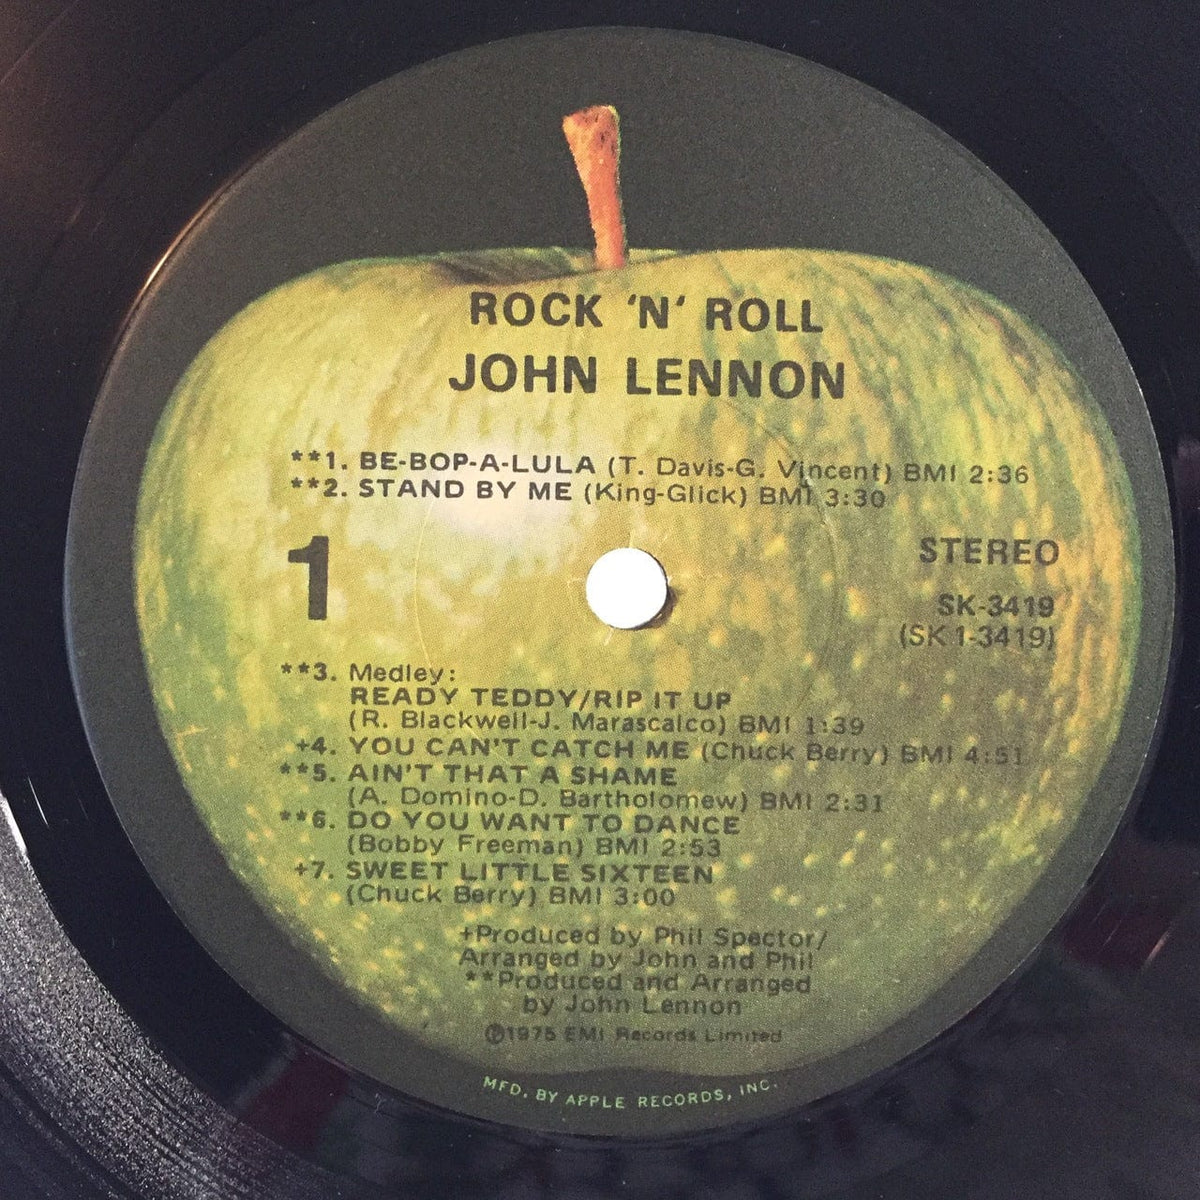 ROCK 'N' ROLL
JOHN LENNON
**1. BE-BOP-A-LULA (T. Davis-G. Vincent) BMI 2:36
**2. STAND BY ME (King-Glick) BMI 3:30
1
STEREO
SK-3419
(SK 1-3419)
**3. Medley:
READY TEDDY/RIP IT UP
(R. Blackwell-J. Marascalco) BMI 1:39
+4. YOU CAN'T CATCH ME (Chuck Berry) BMI 4:51
**5. AIN'T THAT A SHAME
(A. Domino-D. Bartholomew) BMI 2:31
**6. DO YOU WANT TO DANCE
(Bobby Freeman) BMI 2:53
+7. SWEET LITTLE SIXTEEN
(Chuck Berry) BMI 3:00
+Produced by Phil Spector/
Arranged by John and Phil
**Produced and Arranged
by John Lennon
℗1975 EMI Records Limited
MFD. BY APPLE RECORDS, INC.